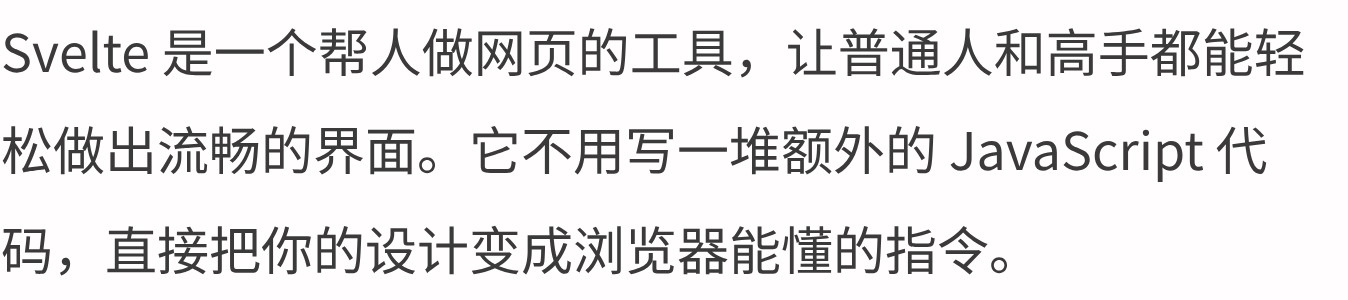 Svelte 是一个帮人做网页的工具，让普通人和高手都能轻
松做出流畅的界面。它不用写一堆额外的 JavaScript 代
码，直接把你的设计变成浏览器能懂的指令。